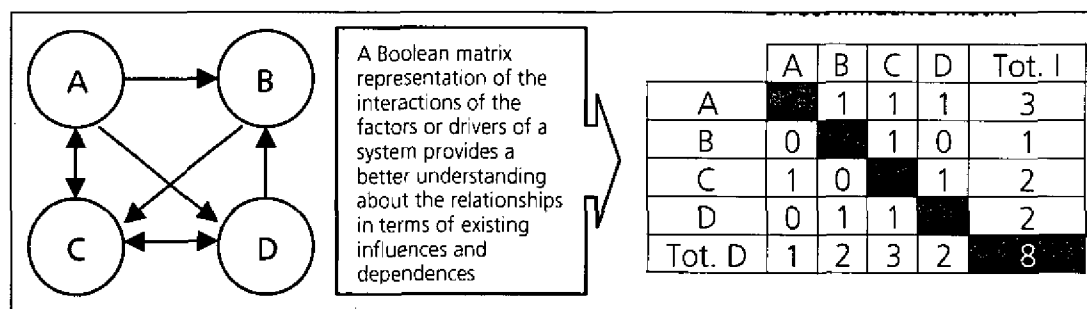 A
B
C
D
A Boolean matrix
representation of the
interactions of the
factors or drivers of a
system provides a
better understanding
about the relationships
in terms of existing
influences and
dependences
A B C D Tot. I
A 1 1 1 3
B 0 1 0 1
C 1 0 1 2
D 0 1 1 2
Tot. D 1 2 3 2 8